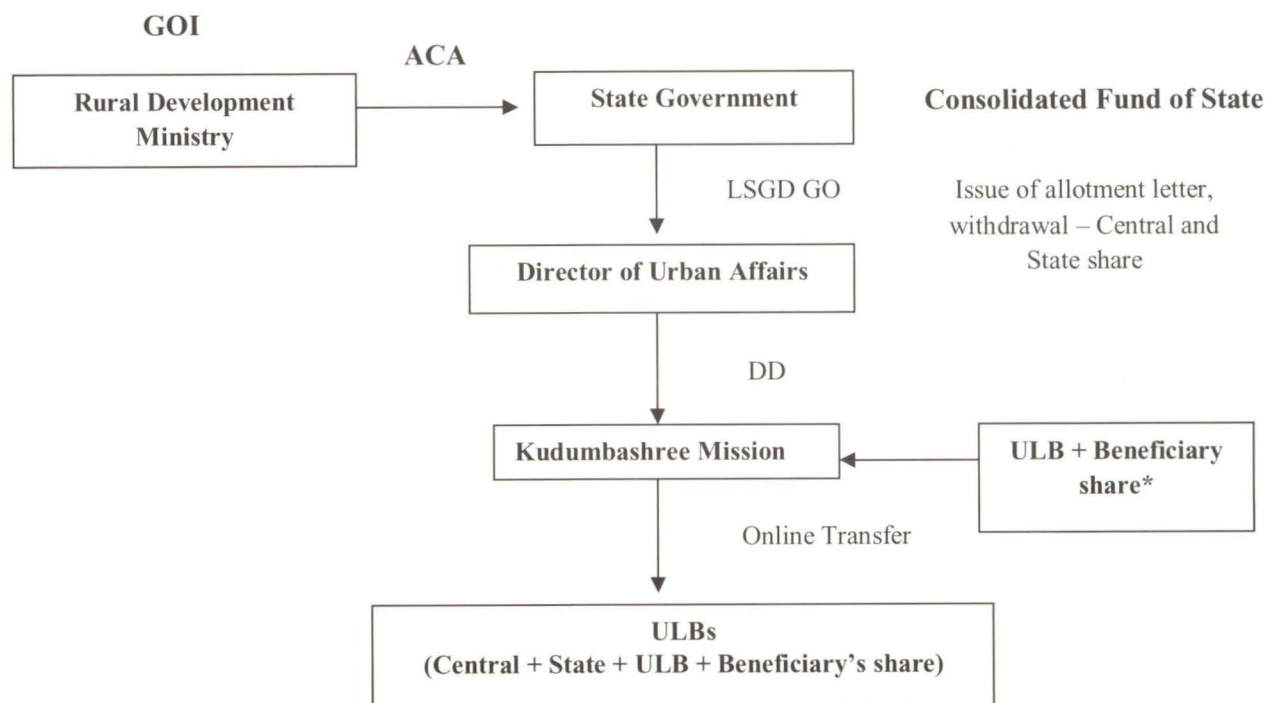 GOI
ACA
Rural Development
Ministry
State Government
Consolidated Fund of State
LSGD GO
Issue of allotment letter,
withdrawal – Central and
State share
Director of Urban Affairs
DD
Kudumbashree Mission
ULB + Beneficiary
share*
Online Transfer
ULBs
(Central + State + ULB + Beneficiary's share)